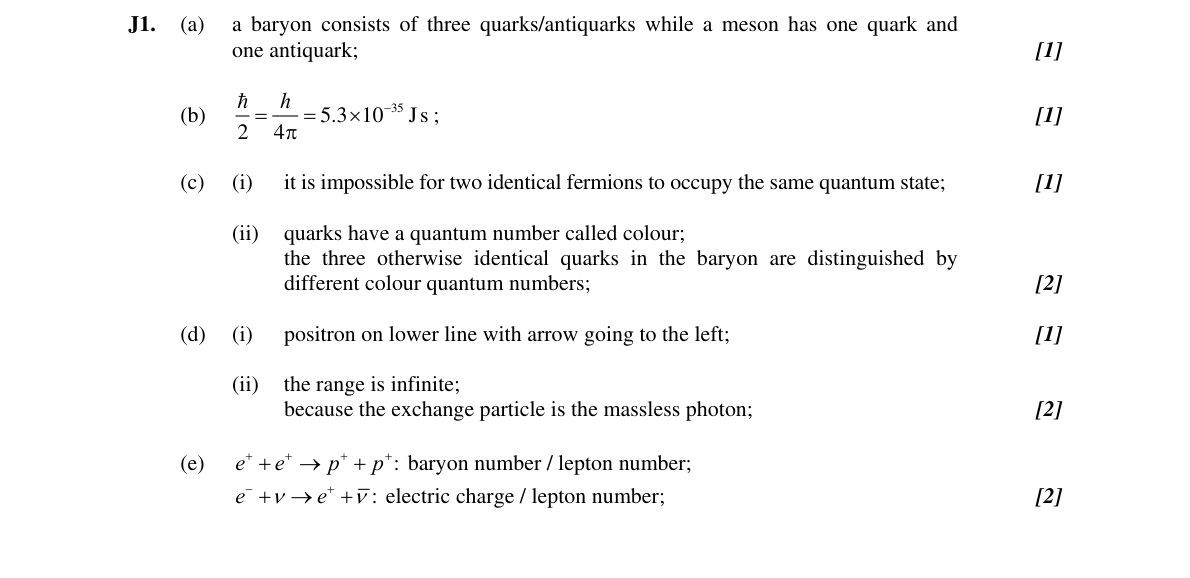 J1. (a) a baryon consists of three quarks/antiquarks while a meson has one quark and
one antiquark; [1]
(b) ħ/2 = h/4π = 5.3×10⁻³⁵ J s ; [1]
(c) (i) it is impossible for two identical fermions to occupy the same quantum state; [1]
(ii) quarks have a quantum number called colour;
the three otherwise identical quarks in the baryon are distinguished by
different colour quantum numbers; [2]
(d) (i) positron on lower line with arrow going to the left; [1]
(ii) the range is infinite;
because the exchange particle is the massless photon; [2]
(e) e⁺ + e⁺ → p⁺ + p⁺: baryon number / lepton number;
e⁻ + ν → e⁺ + ν̅ : electric charge / lepton number; [2]